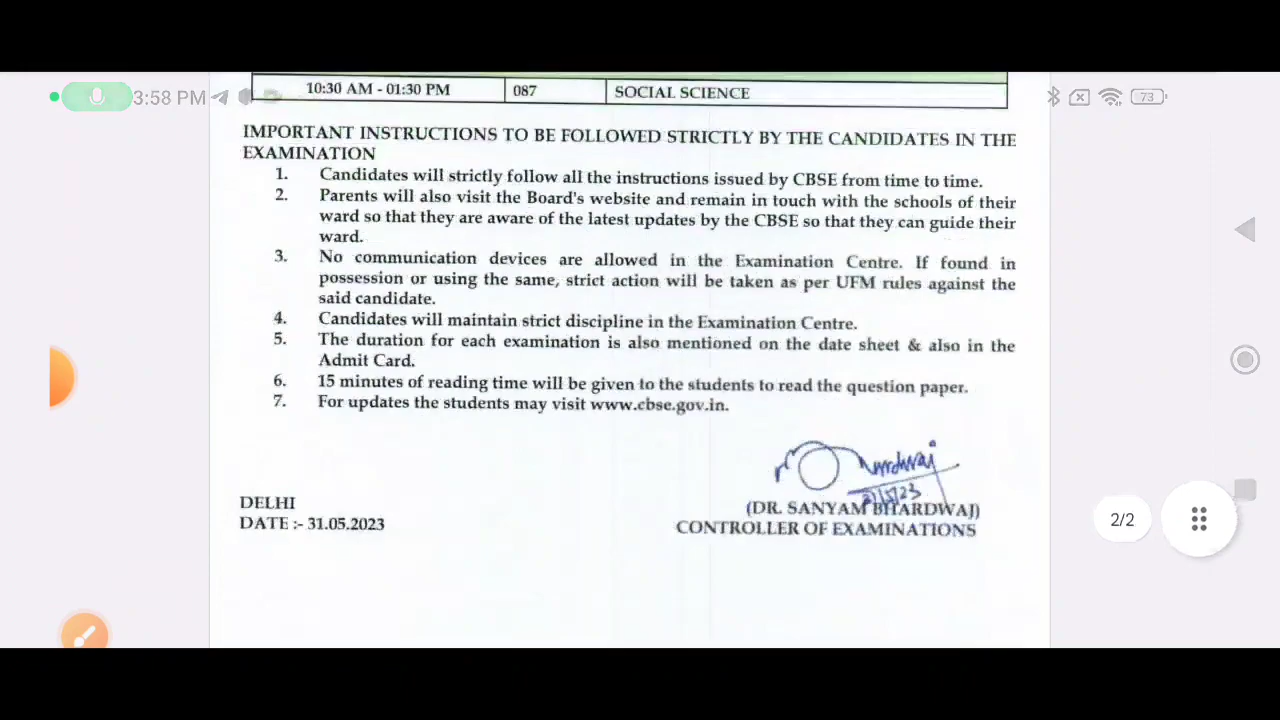 10:30 AM - 01:30 PM 087 SOCIAL SCIENCE
3:58 PM 73
IMPORTANT INSTRUCTIONS TO BE FOLLOWED STRICTLY BY THE CANDIDATES IN THE
EXAMINATION
1. Candidates will strictly follow all the instructions issued by CBSE from time to time.
2. Parents will also visit the Board's website and remain in touch with the schools of their
ward so that they are aware of the latest updates by the CBSE so that they can guide their
ward.
3. No communication devices are allowed in the Examination Centre. If found in
possession or using the same, strict action will be taken as per UFM rules against the
said candidate.
4. Candidates will maintain strict discipline in the Examination Centre.
5. The duration for each examination is also mentioned on the date sheet & also in the
Admit Card.
6. 15 minutes of reading time will be given to the students to read the question paper.
7. For updates the students may visit www.cbse.gov.in.
DELHI
(DR. SANYAM BHARDWAJ)
DATE :- 31.05.2023
CONTROLLER OF EXAMINATIONS
2/2